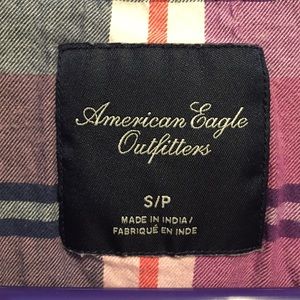 American Eagle
Outfitters
S/P
MADE IN INDIA/
FABRIQUÉ EN INDE